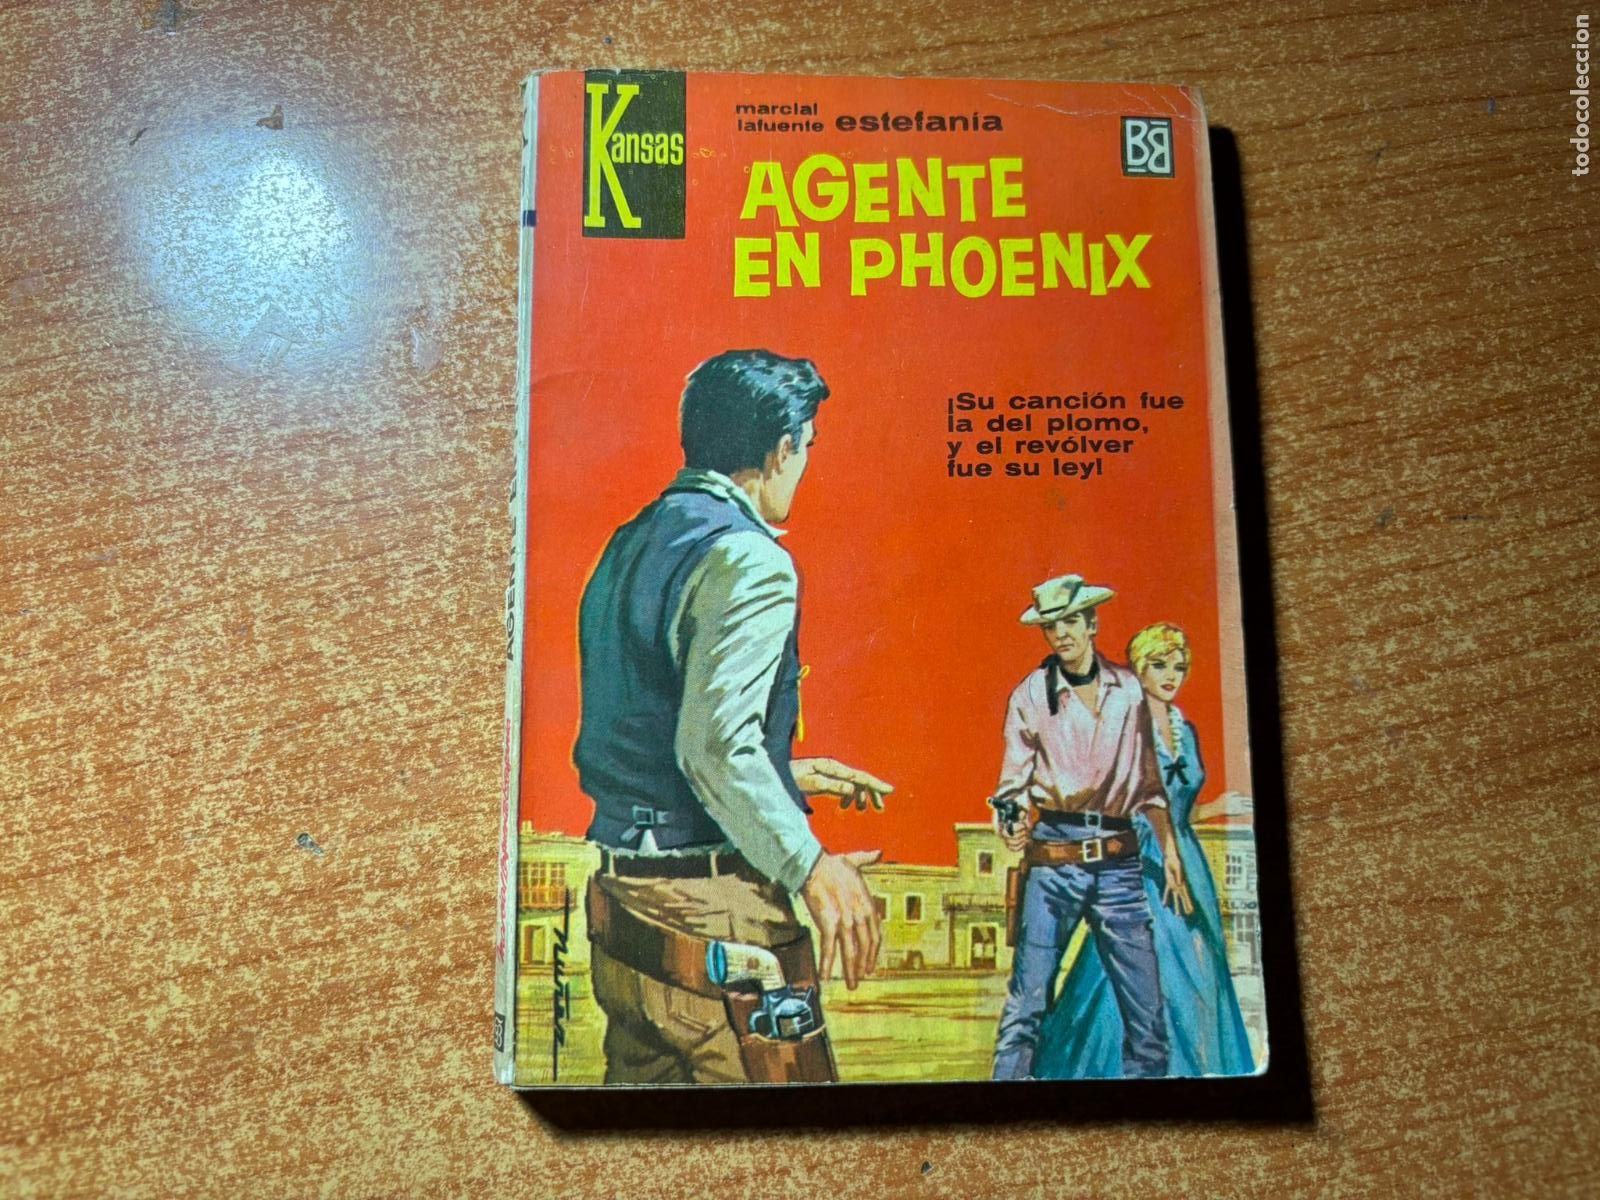 Kansas
marcial
lafuente estefanía
BB
AGENTE
EN PHOENIX
¡Su canción fue
la del plomo,
y el revólver
fue su ley!
todocoleccion